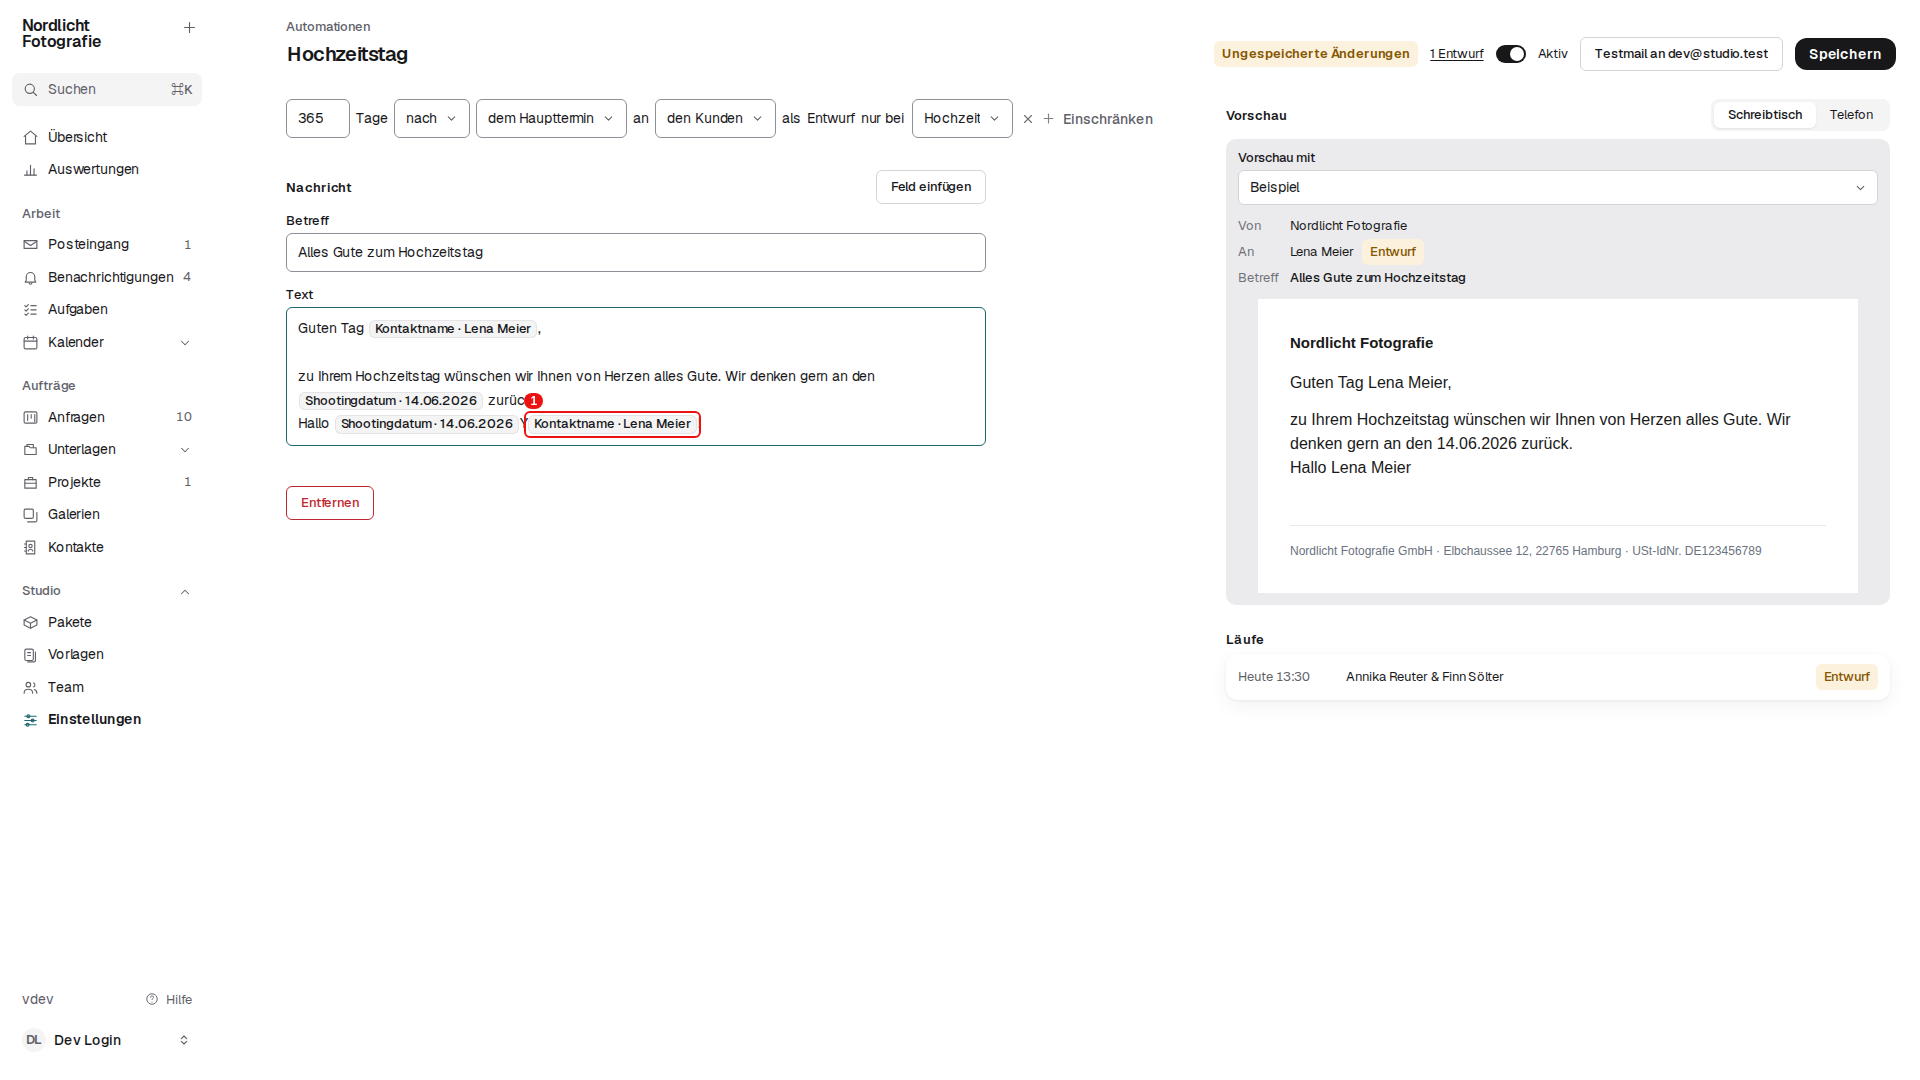 Nordlicht
Fotografie
Suchen ⌘K
Übersicht
Auswertungen
Arbeit
Posteingang 1
Benachrichtigungen 4
Aufgaben
Kalender
Aufträge
Anfragen 10
Unterlagen
Projekte 1
Galerien
Kontakte
Studio
Pakete
Vorlagen
Team
Einstellungen
vdev Hilfe
DL Dev Login
Automationen
Hochzeitstag
Ungespeicherte Änderungen 1 Entwurf Aktiv Testmail an dev@studio.test Speichern
365 Tage nach dem Haupttermin an den Kunden als Entwurf nur bei Hochzeit × + Einschränken
Nachricht Feld einfügen
Betreff
Alles Gute zum Hochzeitstag
Text
Guten Tag Kontaktname · Lena Meier,
zu Ihrem Hochzeitstag wünschen wir Ihnen von Herzen alles Gute. Wir denken gern an den
Shootingdatum · 14.06.2026 zurüc 1
Hallo Shootingdatum · 14.06.2026 Y Kontaktname · Lena Meier
Entfernen
Vorschau Schreibtisch Telefon
Vorschau mit
Beispiel
Von Nordlicht Fotografie
An Lena Meier Entwurf
Betreff Alles Gute zum Hochzeitstag
Nordlicht Fotografie
Guten Tag Lena Meier,
zu Ihrem Hochzeitstag wünschen wir Ihnen von Herzen alles Gute. Wir
denken gern an den 14.06.2026 zurück.
Hallo Lena Meier
Nordlicht Fotografie GmbH · Elbchaussee 12, 22765 Hamburg · USt-IdNr. DE123456789
Läufe
Heute 13:30 Annika Reuter & Finn Sölter Entwurf